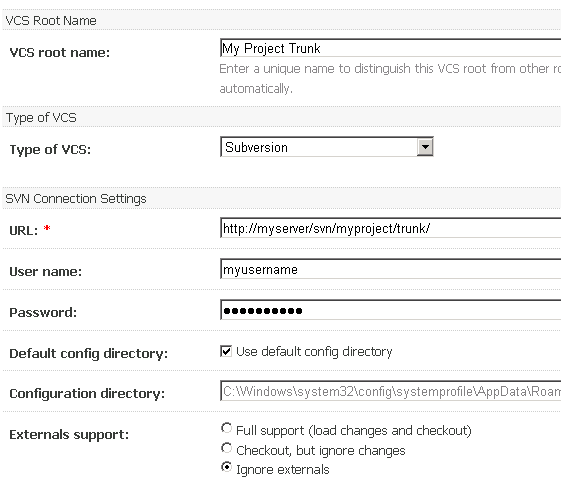 VCS Root Name
VCS root name:
My Project Trunk
Enter a unique name to distinguish this VCS root from other
automatically.
Type of VCS
Type of VCS:
Subversion
SVN Connection Settings
URL: *
http://myserver/svn/myproject/trunk/
User name:
myusername
Password:
●●●●●●●●●●
Default config directory:
Use default config directory
Configuration directory:
C:\Windows\system32\config\systemprofile\AppData\Roam
Externals support:
Full support (load changes and checkout)
Checkout, but ignore changes
Ignore externals